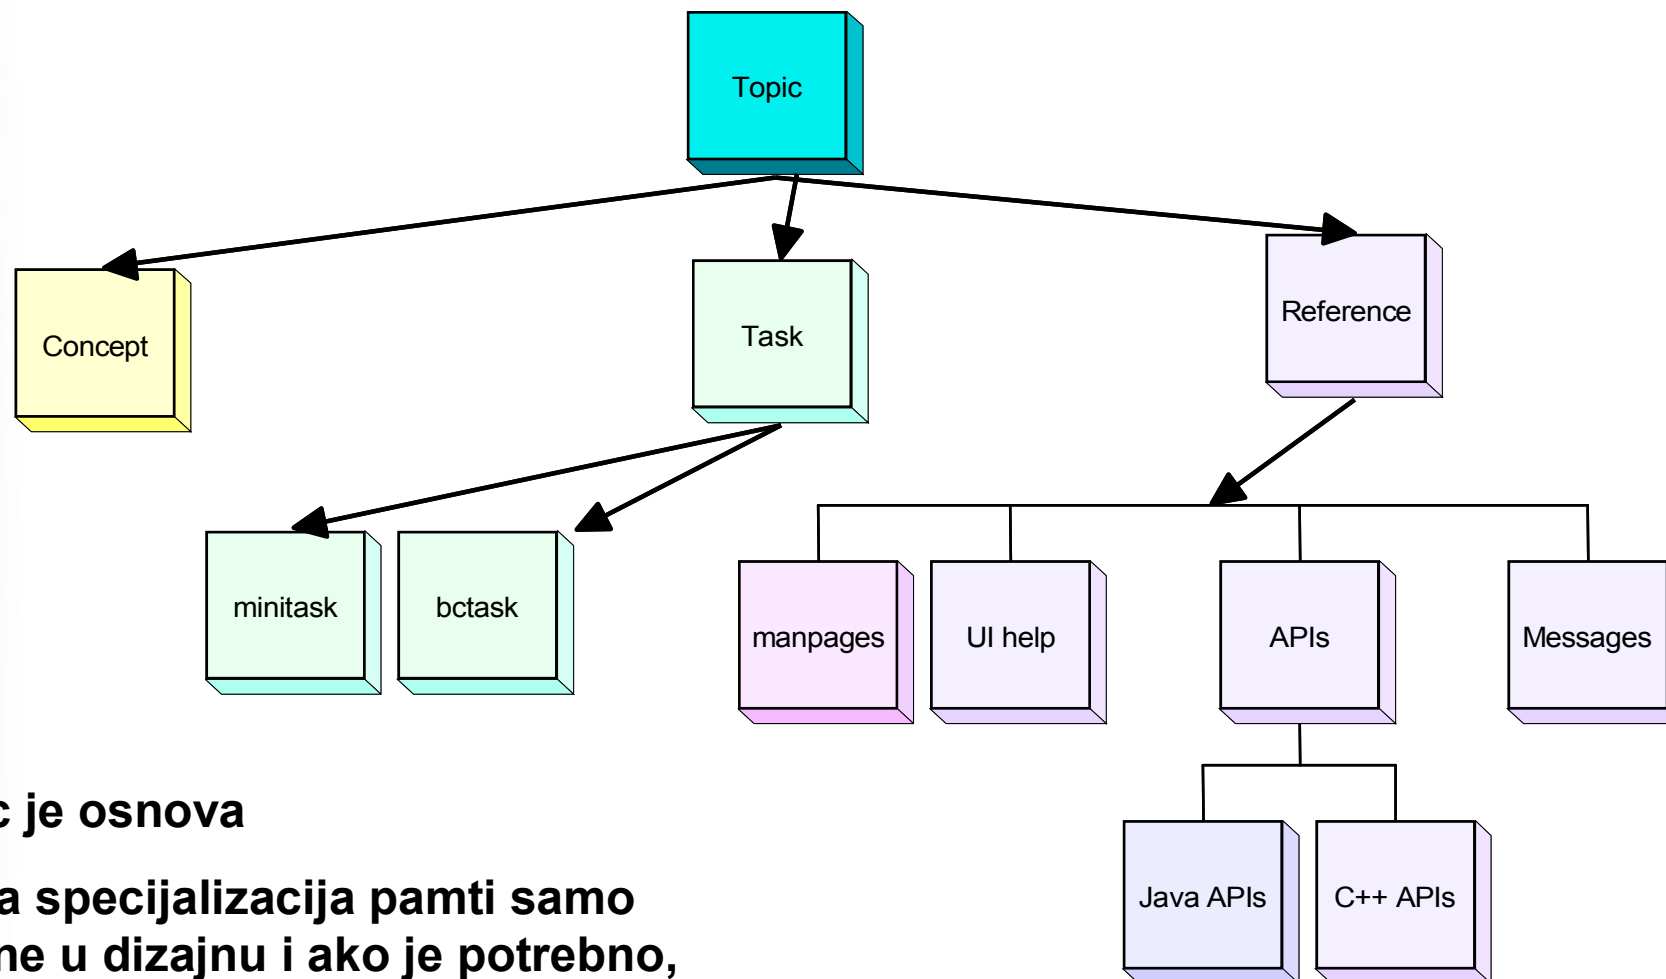 Topic
Concept
Task
Reference
minitask
bctask
manpages
UI help
APIs
Messages
je osnova
specijalizacija pamti samo
u dizajnu i ako je potrebno,
Java APIs
C++ APIs